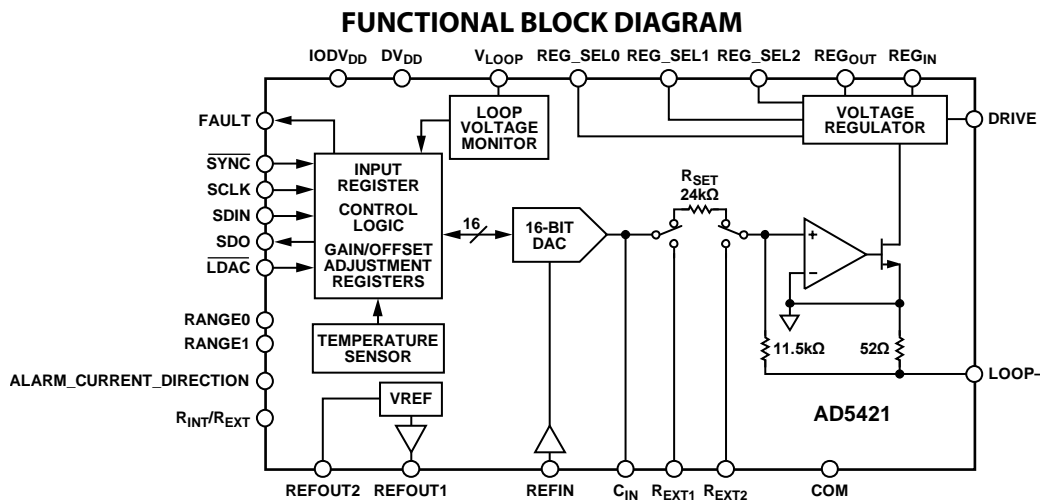 FUNCTIONAL BLOCK DIAGRAM
IODVDD
DVDD
VLOOP
REG_SEL0
REG_SEL1
REG_SEL2
REGOUT
REGIN
FAULT
SYNC
SCLK
SDIN
SDO
LDAC
RANGE0
RANGE1
ALARM_CURRENT_DIRECTION
RINT/REXT
LOOP
VOLTAGE
MONITOR
VOLTAGE
REGULATOR
DRIVE
INPUT
REGISTER
CONTROL
LOGIC
GAIN/OFFSET
ADJUSTMENT
REGISTERS
16
16-BIT
DAC
RSET
24kΩ
+
–
TEMPERATURE
SENSOR
11.5kΩ
52Ω
LOOP–
VREF
AD5421
REFOUT2
REFOUT1
REFIN
CIN
REXT1
REXT2
COM